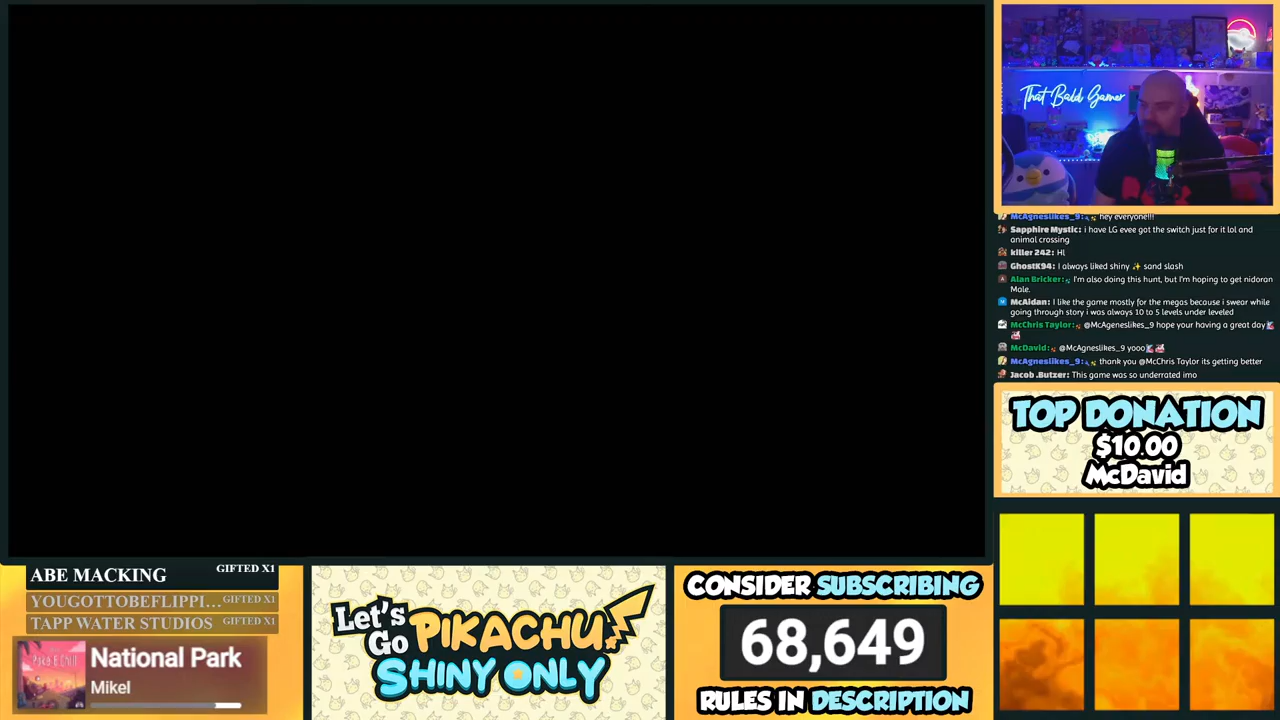 That Bald Gamer
McAgneslikes_9: hey everyone!!!
Sapphire Mystic: i have LG evee got the switch just for it lol and
animal crossing
killer 242: HI
GhostK94: I always liked shiny ✨ sand slash
Alan Bricker: I'm also doing this hunt, but I'm hoping to get nidoran
Male.
McAidan: I like the game mostly for the megas because i swear while
going through story i was always 10 to 5 levels under leveled
McChris Taylor: @McAgeneslikes_9 hope your having a great day
McDavid: @McAgneslikes_9 yooo
McAgneslikes_9: thank you @McChris Taylor its getting better
Jacob .Butzer: This game was so underrated imo
TOP DONATION
$10.00
McDavid
ABE MACKING GIFTED X1
YOUGOTTOBEFLIPPI... GIFTED X1
TAPP WATER STUDIOS GIFTED X1
National Park
Mikel
Let's
Go PIKACHU!
SHINY ONLY
CONSIDER SUBSCRIBING
68,649
RULES IN DESCRIPTION